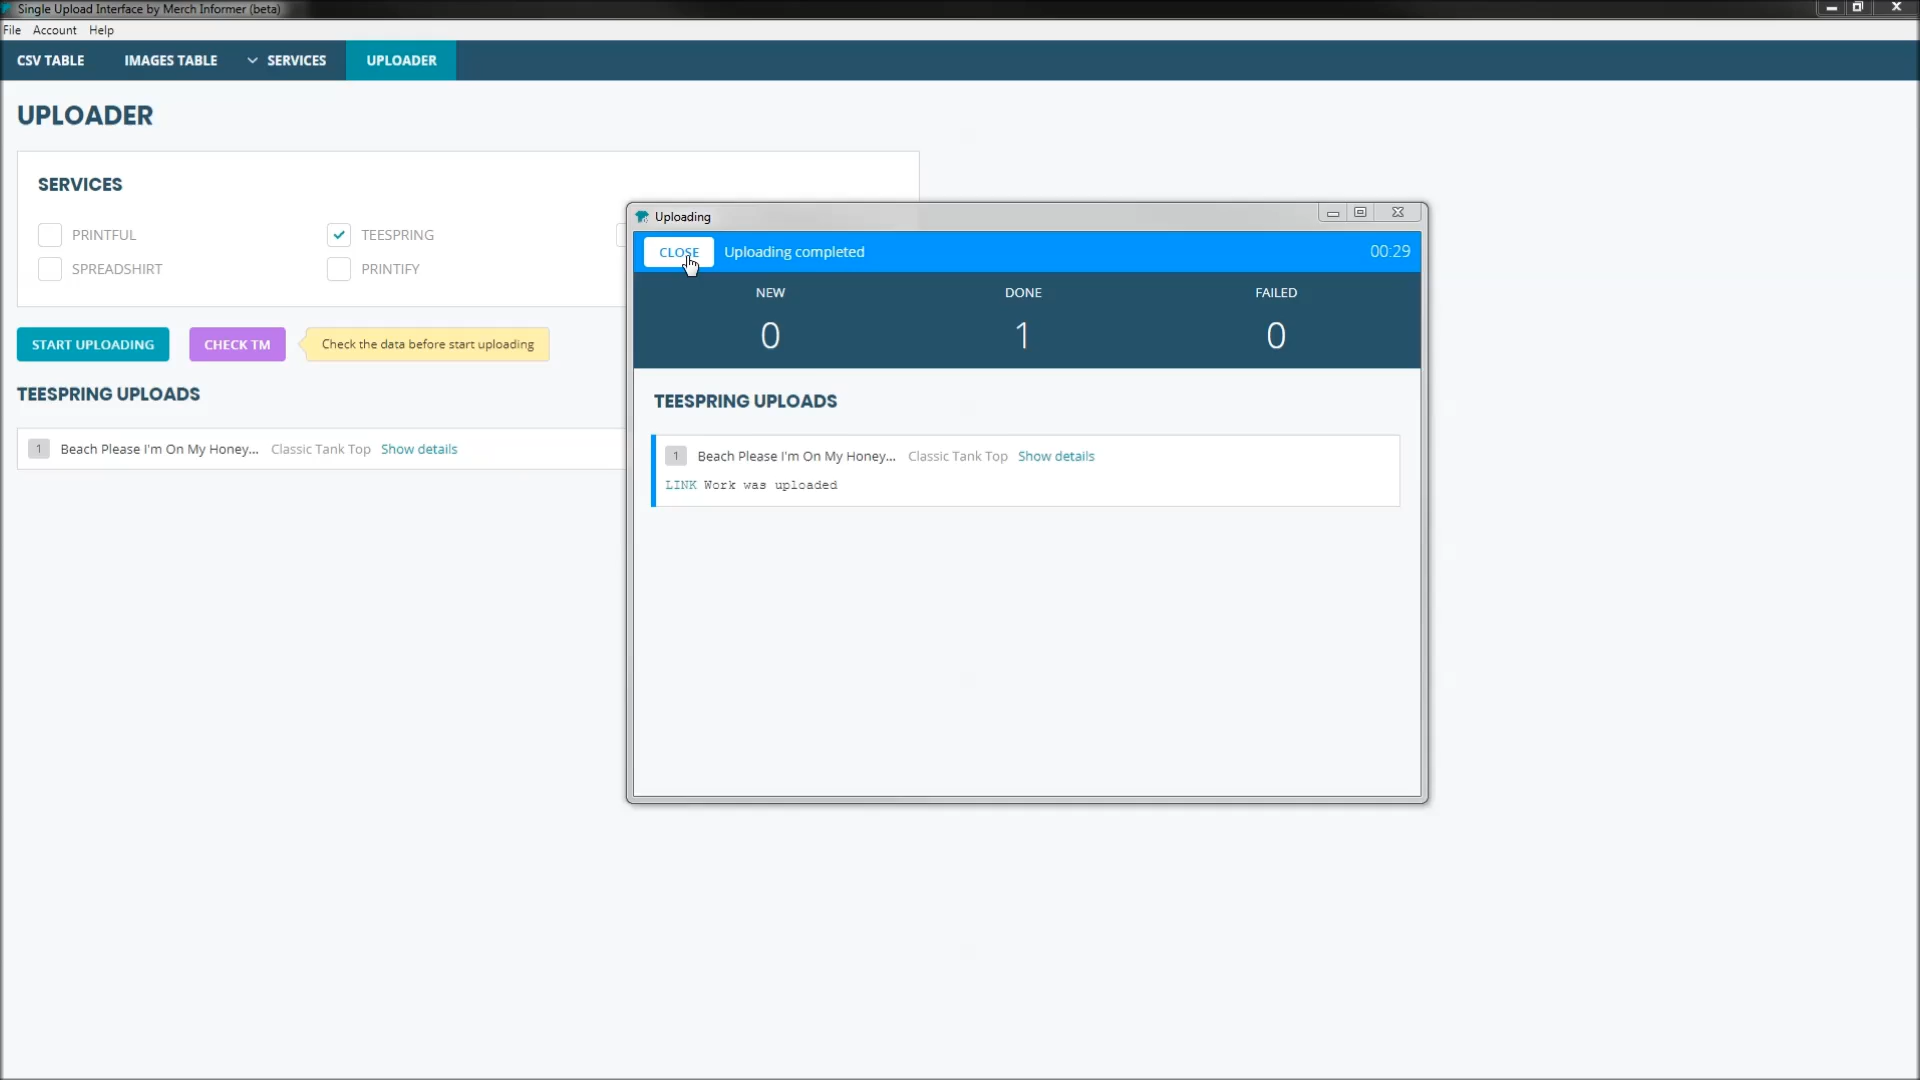 Single Upload Interface by Merch Informer (beta)
File Account Help
CSV TABLE IMAGES TABLE SERVICES UPLOADER
UPLOADER
SERVICES
PRINTFUL TEESPRING
SPREADSHIRT PRINTIFY
START UPLOADING CHECK TM Check the data before start uploading
TEESPRING UPLOADS
1 Beach Please I'm On My Honey... Classic Tank Top Show details
Uploading
CLOSE Uploading completed 00:29
NEW DONE FAILED
0 1 0
TEESPRING UPLOADS
1 Beach Please I'm On My Honey... Classic Tank Top Show details
LINK Work was uploaded